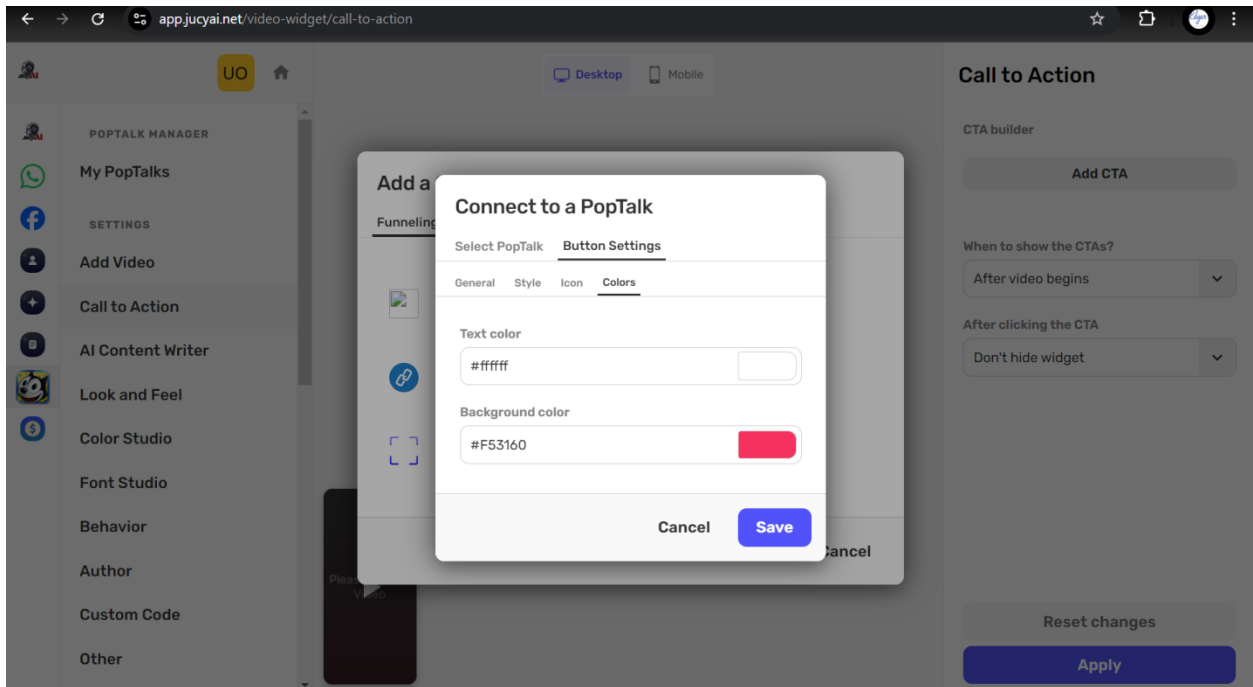 app.jucyai.net/video-widget/call-to-action
UO
Desktop
Mobile
Call to Action
POPTALK MANAGER
My PopTalks
SETTINGS
Add Video
Call to Action
AI Content Writer
Look and Feel
Color Studio
Font Studio
Behavior
Author
Custom Code
Other
Add a
Funneling
Connect to a PopTalk
Select PopTalk
Button Settings
General
Style
Icon
Colors
Text color
#ffffff
Background color
#F53160
Cancel
Save
Cancel
Video
CTA builder
Add CTA
When to show the CTAs?
After video begins
After clicking the CTA
Don't hide widget
Reset changes
Apply